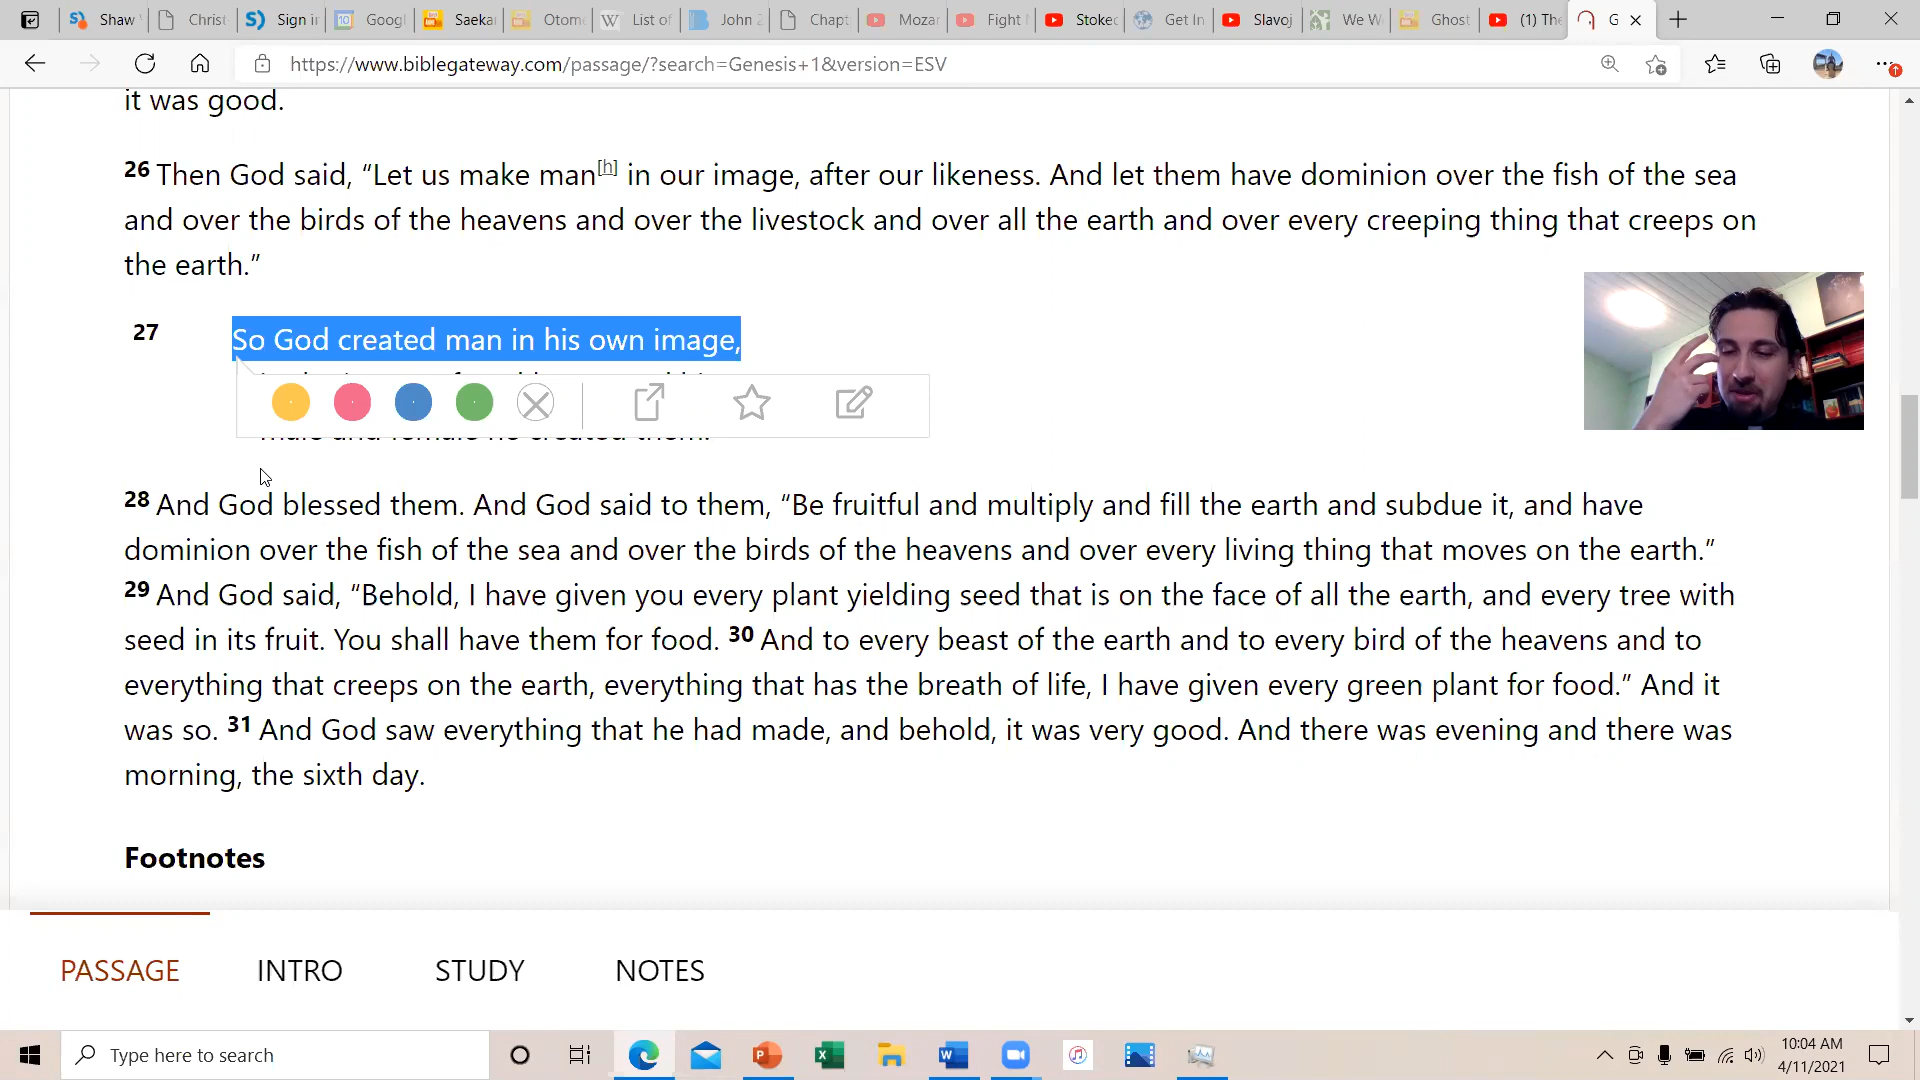 Shaw
Christ
Sign in
Googl
Saekan
Otome
W List of
John 2
Chapt
Mozar
Fight
Stoked
Get In
Slavoj
We W
Ghost
(1) The
G
https://www.biblegateway.com/passage/?search=Genesis+1&version=ESV
it was good.
26 Then God said, “Let us make man[h] in our image, after our likeness. And let them have dominion over the fish of the sea
and over the birds of the heavens and over the livestock and over all the earth and over every creeping thing that creeps on
the earth.”
27 So God created man in his own image,
male and female he created them.
28 And God blessed them. And God said to them, “Be fruitful and multiply and fill the earth and subdue it, and have
dominion over the fish of the sea and over the birds of the heavens and over every living thing that moves on the earth.”
29 And God said, “Behold, I have given you every plant yielding seed that is on the face of all the earth, and every tree with
seed in its fruit. You shall have them for food. 30 And to every beast of the earth and to every bird of the heavens and to
everything that creeps on the earth, everything that has the breath of life, I have given every green plant for food.” And it
was so. 31 And God saw everything that he had made, and behold, it was very good. And there was evening and there was
morning, the sixth day.
Footnotes
PASSAGE INTRO STUDY NOTES
Type here to search
10:04 AM
4/11/2021